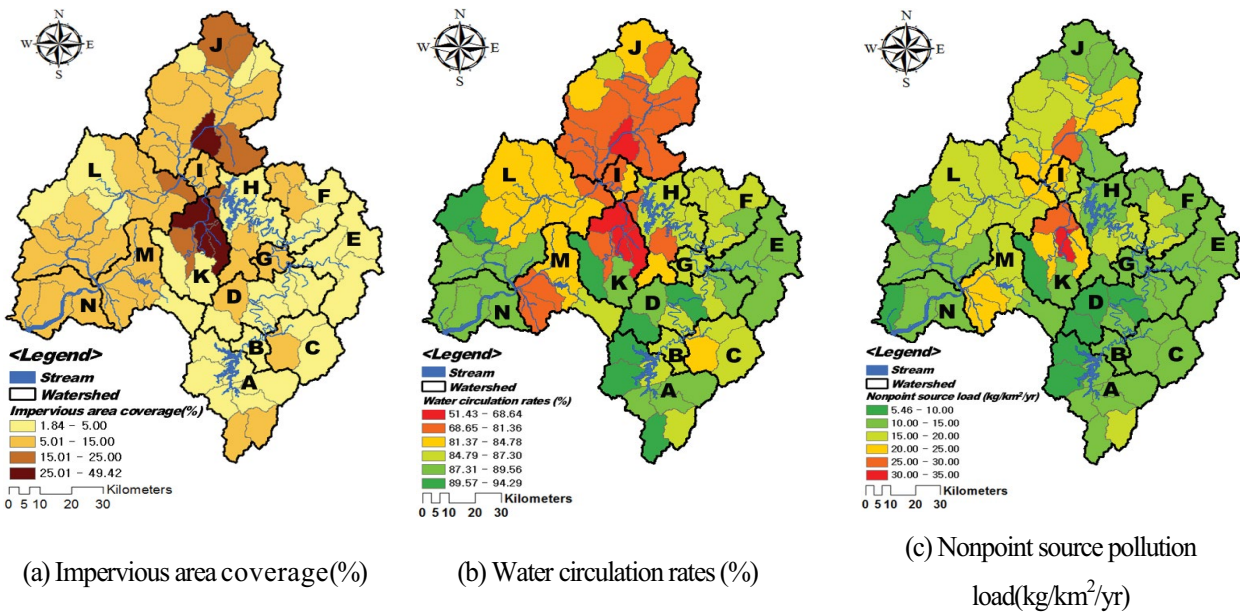 N
W E
S
J
L
I
H
F
E
M
G
K
D
N
B
C
A
<Legend>
Stream
Watershed
Impervious area coverage(%)
1.84 - 5.00
5.01 - 15.00
15.01 - 25.00
25.01 - 49.42
Kilometers
0 5 10 20 30
(a) Impervious area coverage(%)
N
W E
S
J
L
I
H
F
E
M
G
K
D
N
B
C
A
<Legend>
Stream
Watershed
Water circulation rates (%)
51.43 - 68.64
68.65 - 81.36
81.37 - 84.78
84.79 - 87.30
87.31 - 89.56
89.57 - 94.29
Kilometers
0 5 10 20 30
(b) Water circulation rates (%)
N
W E
S
J
L
I
H
F
E
M
G
K
D
N
B
C
A
<Legend>
Stream
Watershed
Nonpoint source load (kg/km²/yr)
5.46 - 10.00
10.00 - 15.00
15.00 - 20.00
20.00 - 25.00
25.00 - 30.00
30.00 - 35.00
Kilometers
0 5 10 20 30
(c) Nonpoint source pollution
load(kg/km²/yr)